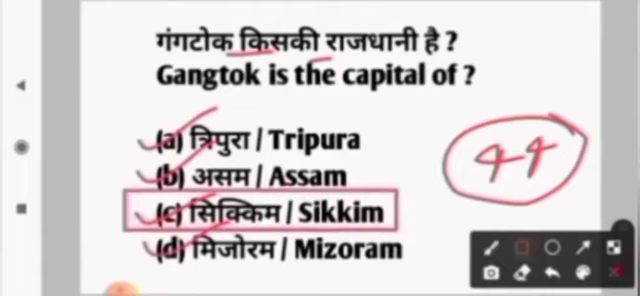 गंगटोक किसकी राजधानी है ?
Gangtok is the capital of ?
(a) त्रिपुरा / Tripura
(b) असम / Assam
(c) सिक्किम / Sikkim
(d) मिजोरम / Mizoram
44